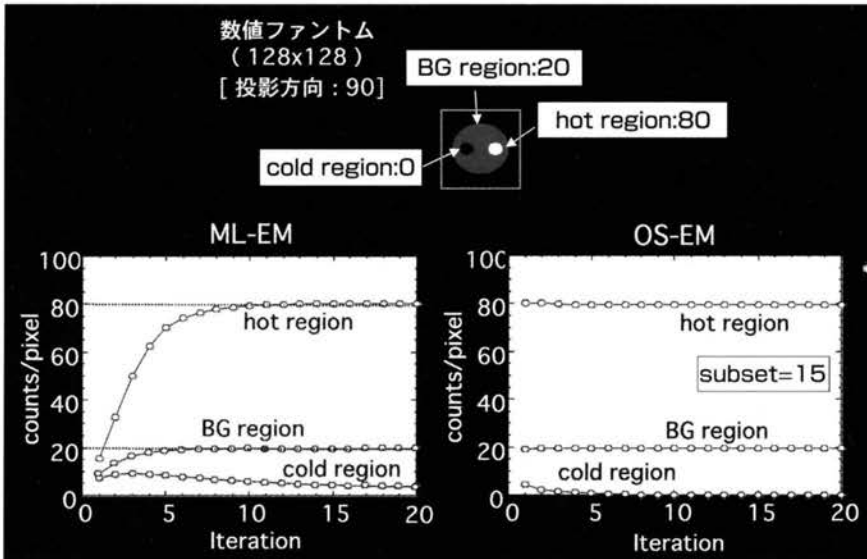 数値ファントム
( 128x128 )
[ 投影方向 : 90]
BG region:20
hot region:80
cold region:0
ML-EM
100
80
60
40
20
0
counts/pixel
hot region
BG region
cold region
0 5 10 15 20
Iteration
OS-EM
100
80
60
40
20
0
counts/pixel
hot region
subset=15
BG region
cold region
0 5 10 15 20
Iteration